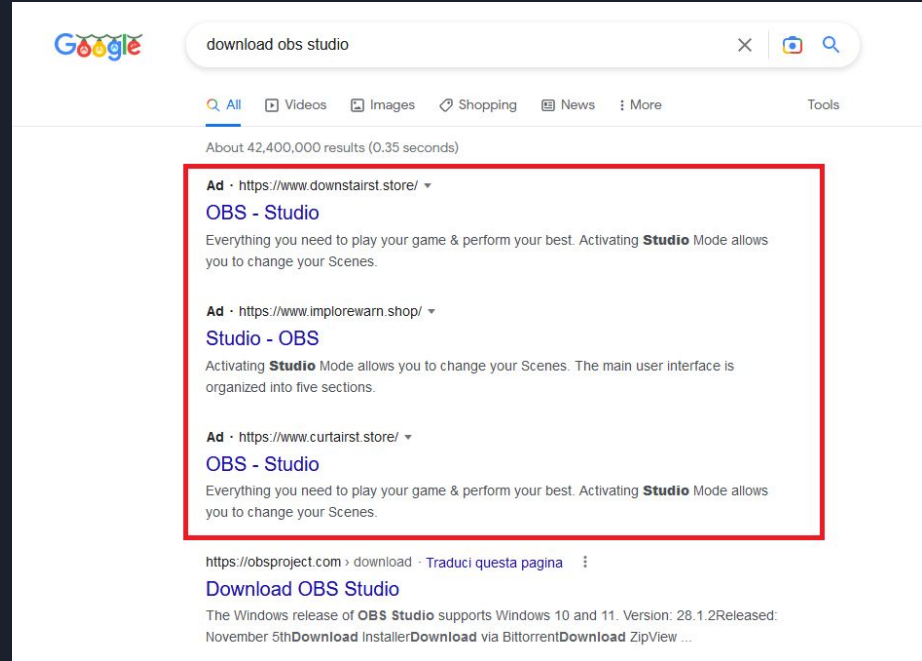 Google
download obs studio
All Videos Images Shopping News More Tools
About 42,400,000 results (0.35 seconds)
Ad · https://www.downstairst.store/
OBS - Studio
Everything you need to play your game & perform your best. Activating Studio Mode allows
you to change your Scenes.
Ad · https://www.implorewarn.shop/
Studio - OBS
Activating Studio Mode allows you to change your Scenes. The main user interface is
organized into five sections.
Ad · https://www.curtairst.store/
OBS - Studio
Everything you need to play your game & perform your best. Activating Studio Mode allows
you to change your Scenes.
https://obsproject.com › download · Traduci questa pagina
Download OBS Studio
The Windows release of OBS Studio supports Windows 10 and 11. Version: 28.1.2Released:
November 5thDownload InstallerDownload via BittorrentDownload ZipView ...